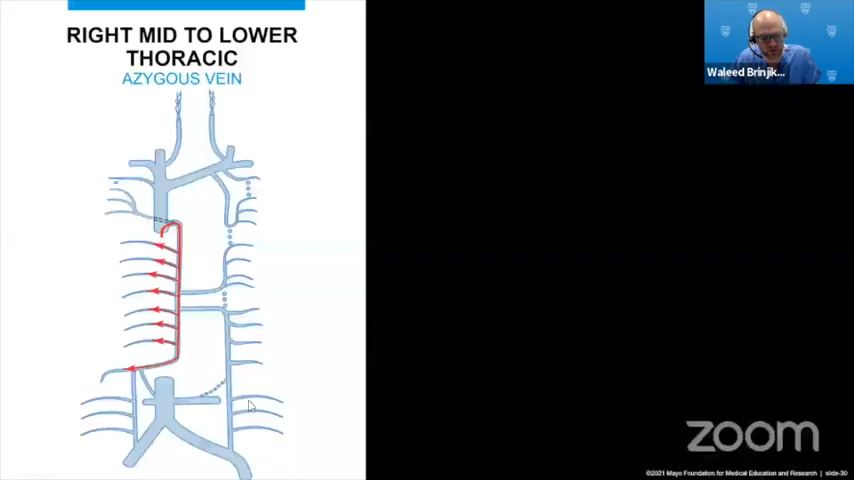 RIGHT MID TO LOWER
THORACIC
AZYGOUS VEIN
Waleed Brinjik...
zoom
©2021 Mayo Foundation for Medical Education and Research | slide-30